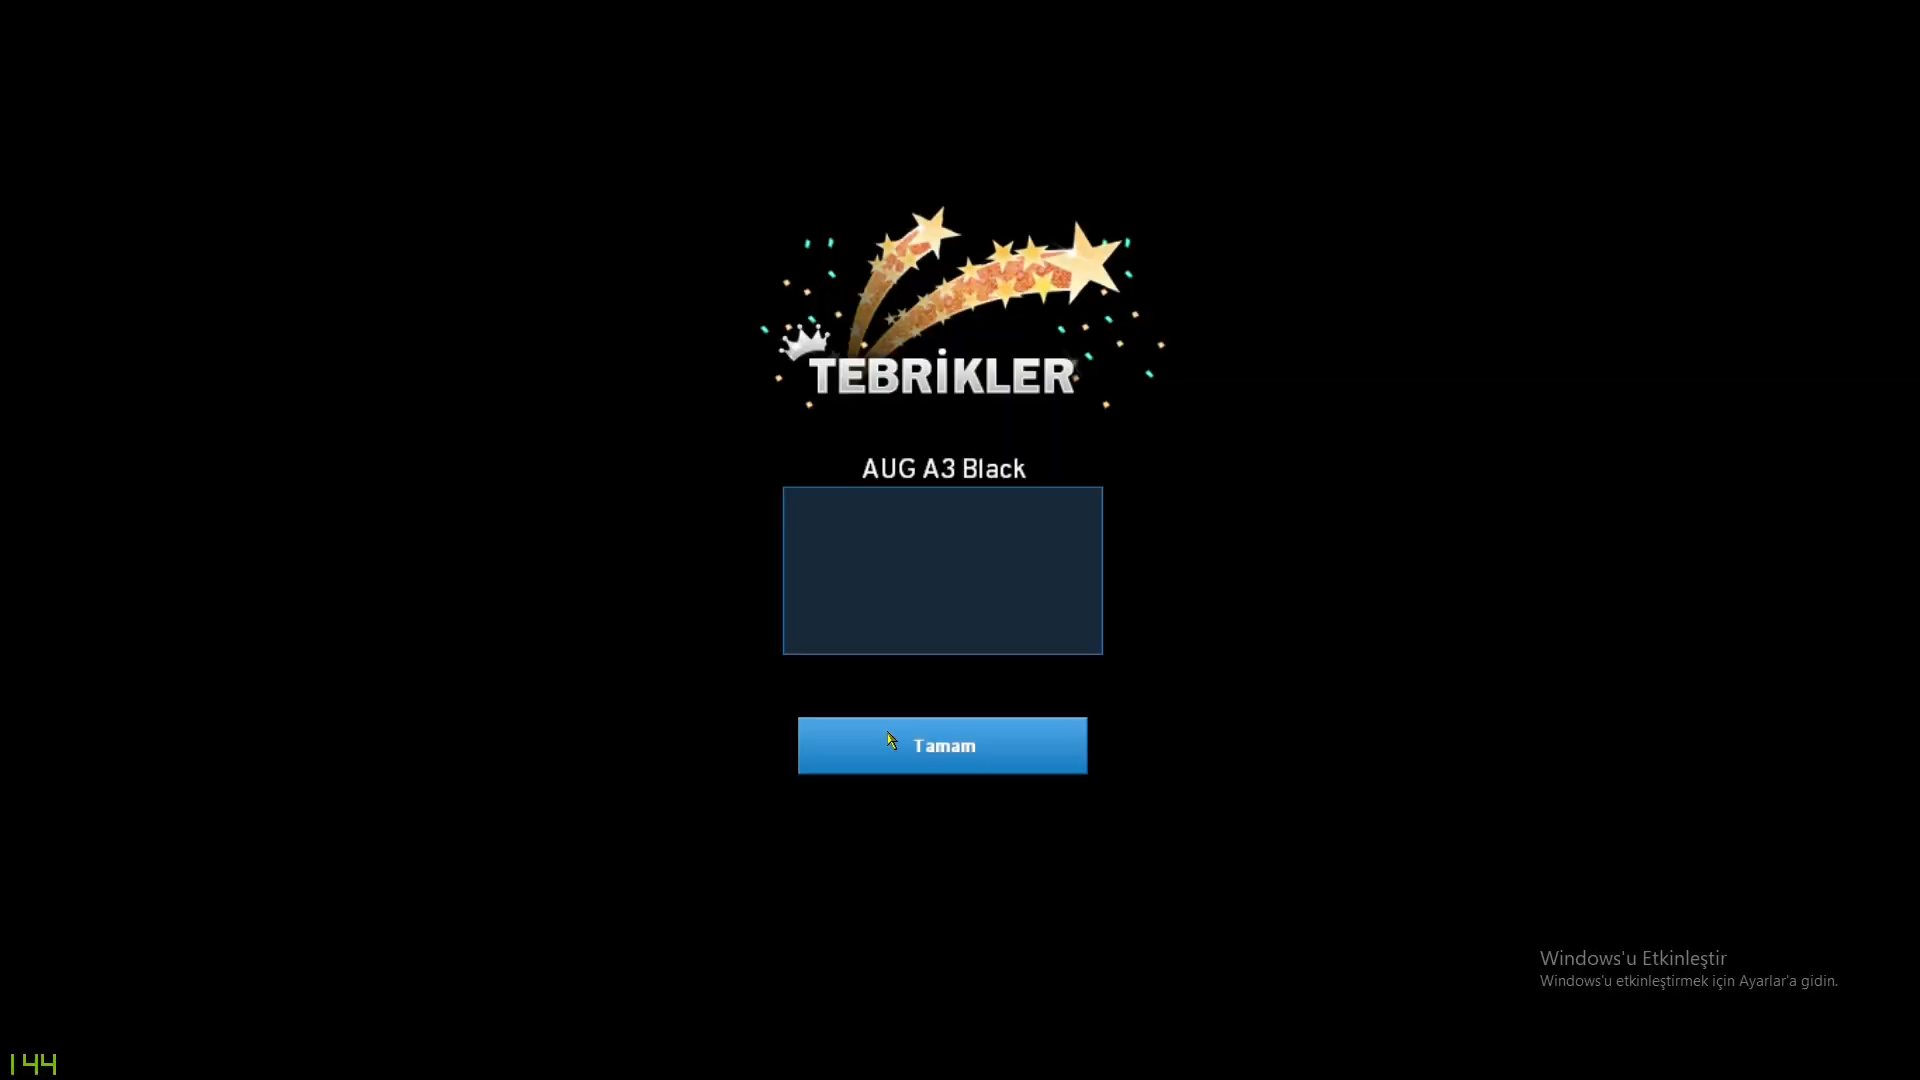 TEBRİKLER
AUG A3 Black
Tamam
Windows'u Etkinleştir
Windows'u etkinleştirmek için Ayarlar'a gidin.
144